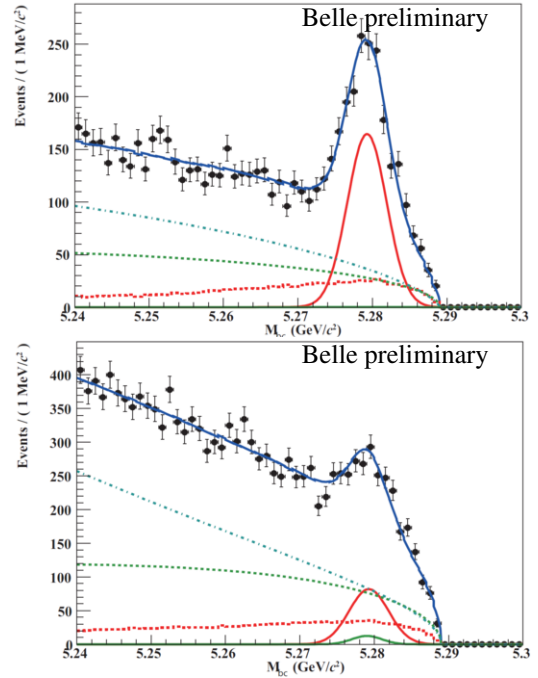 Belle preliminary
Events / ( 1 MeV/c²)
250
200
150
100
50
0
5.24 5.25 5.26 5.27 5.28 5.29 5.3
M_bc (GeV/c²)
Belle preliminary
Events / ( 1 MeV/c²)
400
350
300
250
200
150
100
50
0
5.24 5.25 5.26 5.27 5.28 5.29 5.3
M_bc (GeV/c²)